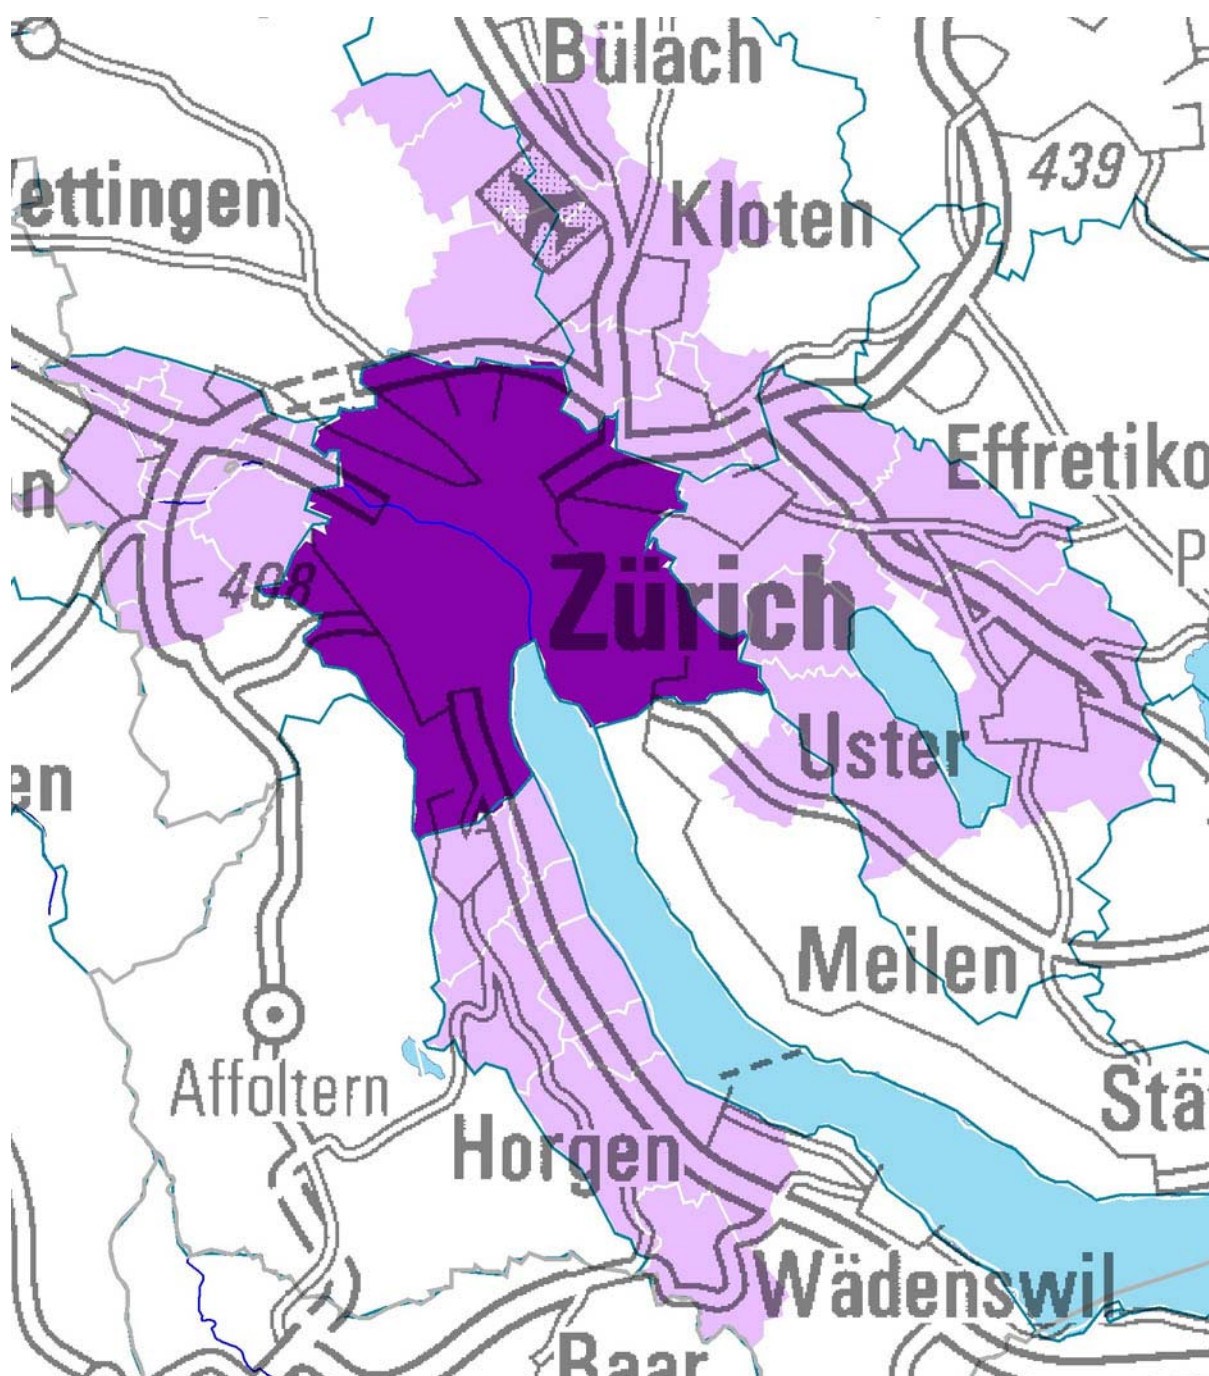 Bülach
439
ettingen
Kloten
Effretiko
n
P
408
Zürich
Uster
en
Meilen
Affoltern
Stä
Horgen
Wädenswil
Baar